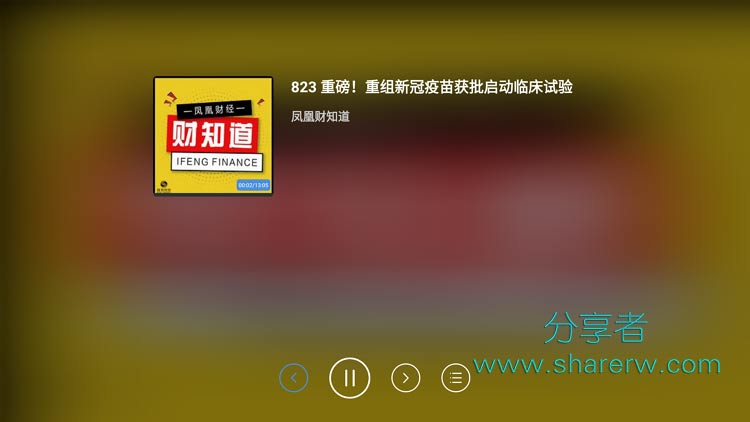 823 重磅！重组新冠疫苗获批启动临床试验
凤凰财知道
凤凰财经
财知道
IFENG FINANCE
00:02/13:05
分享者
www.sharerw.com